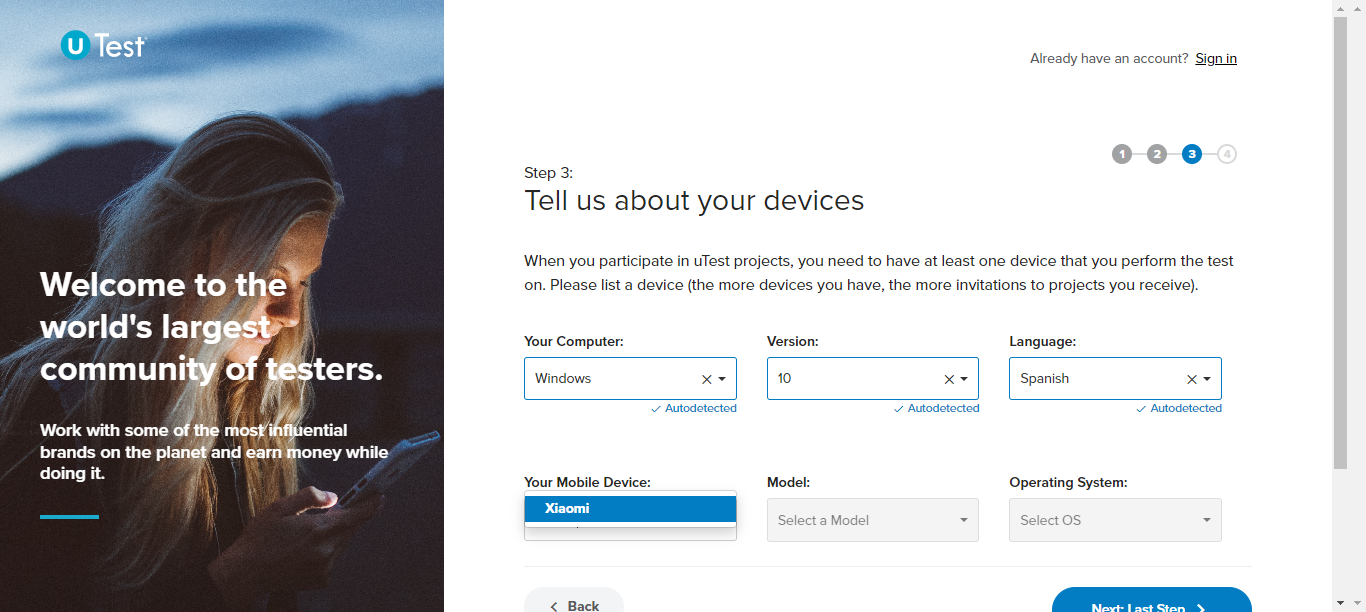 u Test
Already have an account? Sign in
1 2 3 4
Step 3:
Tell us about your devices
When you participate in uTest projects, you need to have at least one device that you perform the test
on. Please list a device (the more devices you have, the more invitations to projects you receive).
Welcome to the
world's largest
community of testers.
Work with some of the most influential
brands on the planet and earn money while
doing it.
Your Computer: Version: Language:
Windows 10 Spanish
Autodetected Autodetected Autodetected
Your Mobile Device: Model: Operating System:
Xiaomi
Select a Model Select OS
Back Next: Last Step